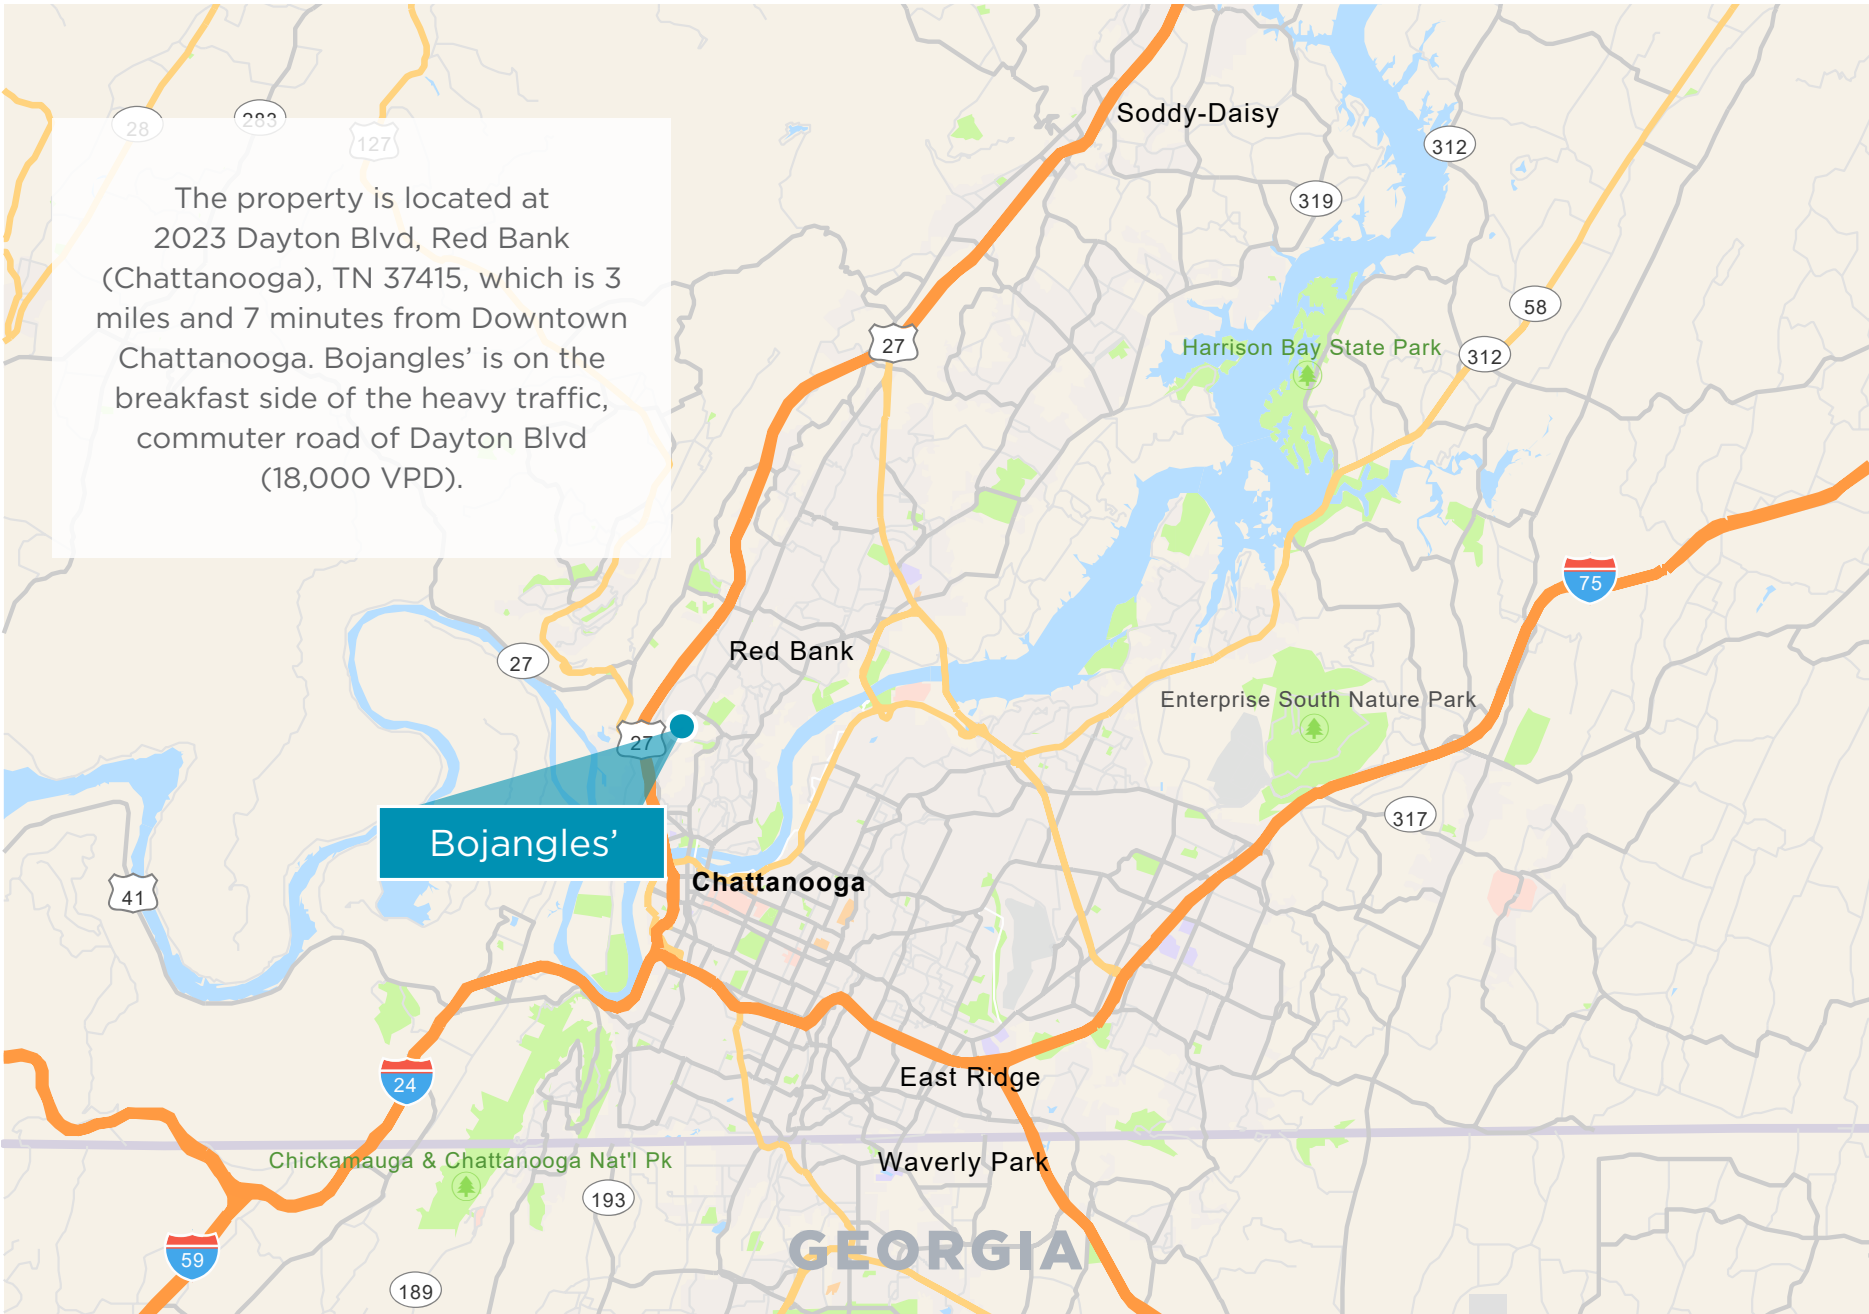 The property is located at
2023 Dayton Blvd, Red Bank
(Chattanooga), TN 37415, which is 3
miles and 7 minutes from Downtown
Chattanooga. Bojangles’ is on the
breakfast side of the heavy traffic,
commuter road of Dayton Blvd
(18,000 VPD).
28
283
127
Soddy-Daisy
312
319
58
27
Harrison Bay State Park
312
75
Red Bank
27
Enterprise South Nature Park
27
317
Bojangles’
Chattanooga
41
24
East Ridge
Chickamauga & Chattanooga Nat'l Pk
Waverly Park
193
GEORGIA
59
189